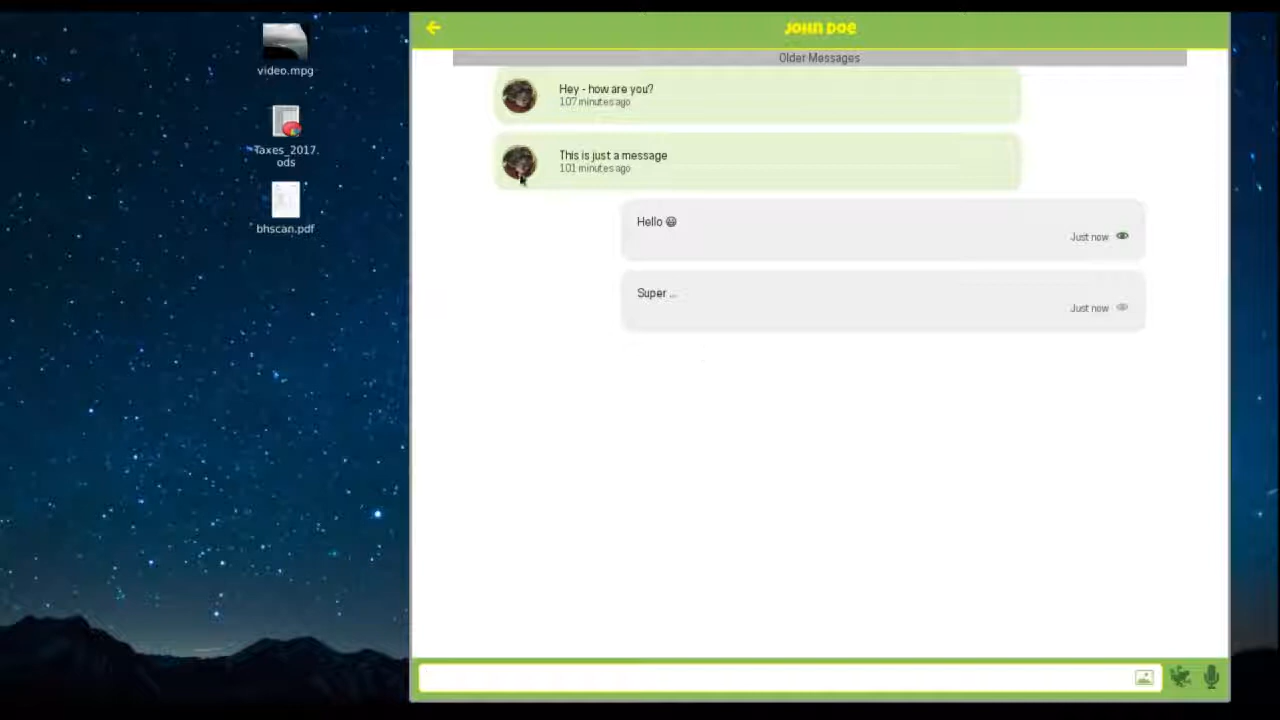 video.mpg
Taxes_2017.
ods
bhscan.pdf
John Doe
Older Messages
Hey - how are you?
107 minutes ago
This is just a message
101 minutes ago
Hello 😃
Just now
Super ...
Just now